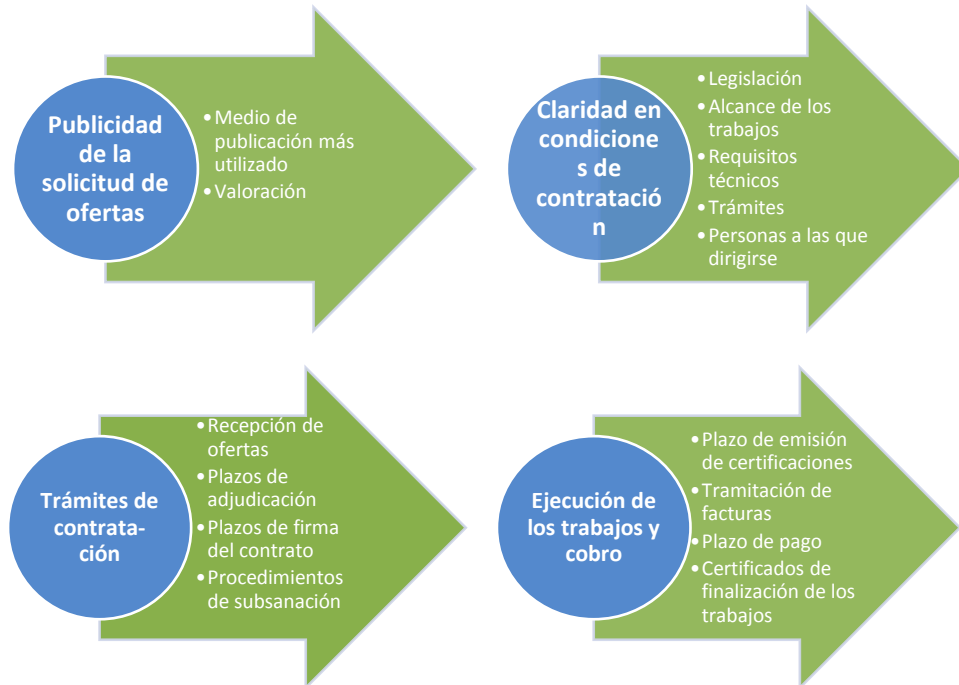 Publicidad
de la
solicitud de
ofertas
•Medio de
publicación más
utilizado
•Valoración
Claridad en
condicione
s de
contratació
n
•Legislación
•Alcance de los
trabajos
•Requisitos
técnicos
•Trámites
•Personas a las que
dirigirse
Trámites de
contrata-
ción
•Recepción de
ofertas
•Plazos de
adjudicación
•Plazos de firma
del contrato
•Procedimientos
de subsanación
Ejecución de
los trabajos y
cobro
•Plazo de emisión
de certificaciones
•Tramitación de
facturas
•Plazo de pago
•Certificados de
finalización de los
trabajos